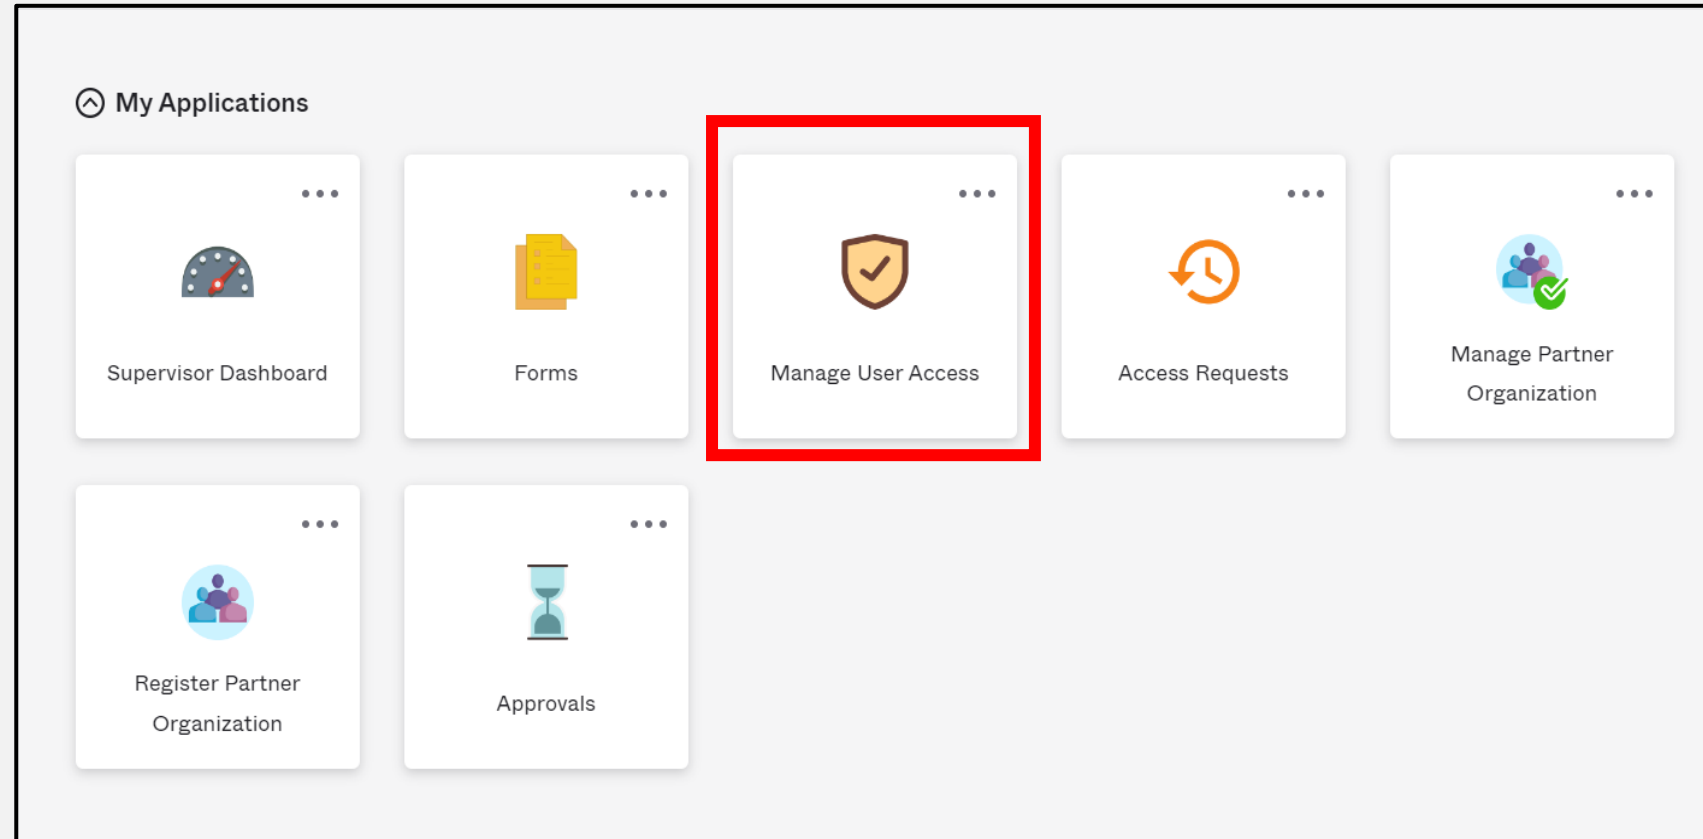 My Applications
Supervisor Dashboard
Forms
Manage User Access
Access Requests
Manage Partner
Organization
Register Partner
Organization
Approvals